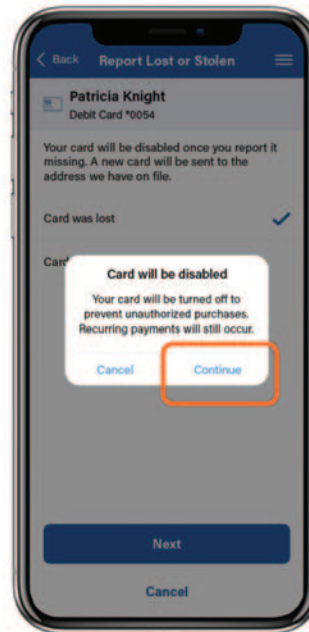 Back
Report Lost or Stolen
Patricia Knight
Debit Card *0054
Your card will be disabled once you report it
missing. A new card will be sent to the
address we have on file.
Card was lost
Card
Card will be disabled
Your card will be turned off to
prevent unauthorized purchases.
Recurring payments will still occur.
Cancel
Continue
Next
Cancel